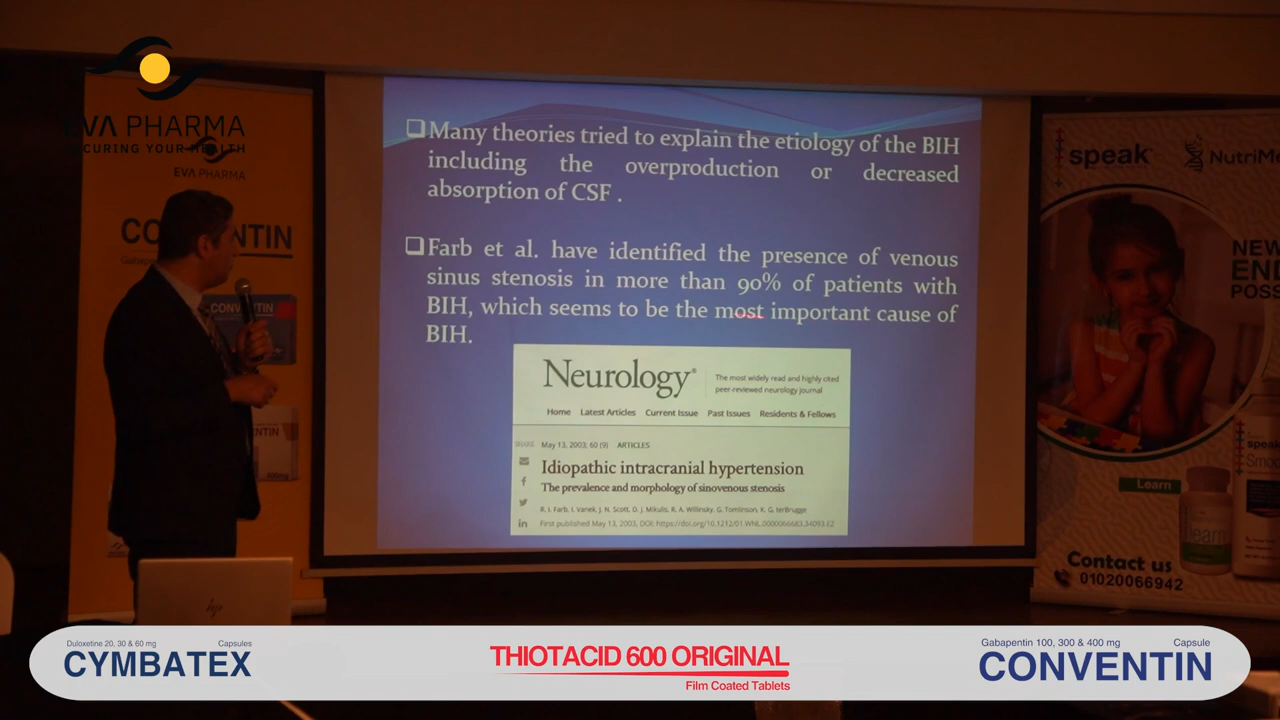 EVA PHARMA
SECURING YOUR HEALTH
EVA PHARMA
CONVENTIN
CONVENTIN
❑Many theories tried to explain the etiology of the BIH
including the overproduction or decreased
absorption of CSF .
❑Farb et al. have identified the presence of venous
sinus stenosis in more than 90% of patients with
BIH, which seems to be the most important cause of
BIH.
Neurology®
The most widely read and highly cited
peer-reviewed neurology journal
Home Latest Articles Current Issue Past Issues Residents & Fellows
SHARE May 13, 2003; 60 (9) ARTICLES
Idiopathic intracranial hypertension
The prevalence and morphology of sinovenous stenosis
R. I. Farb, I. Vanek, J. N. Scott, D. J. Mikulis, R. A. Willinsky, G. Tomlinson, K. G. terBrugge
First published May 13, 2003, DOI: https://doi.org/10.1212/01.WNL.0000066683.34093.E2
speak
Learn
Contact us
01020066942
hp
Duloxetine 20, 30 & 60 mg Capsules
CYMBATEX
THIOTACID 600 ORIGINAL
Film Coated Tablets
Gabapentin 100, 300 & 400 mg Capsule
CONVENTIN